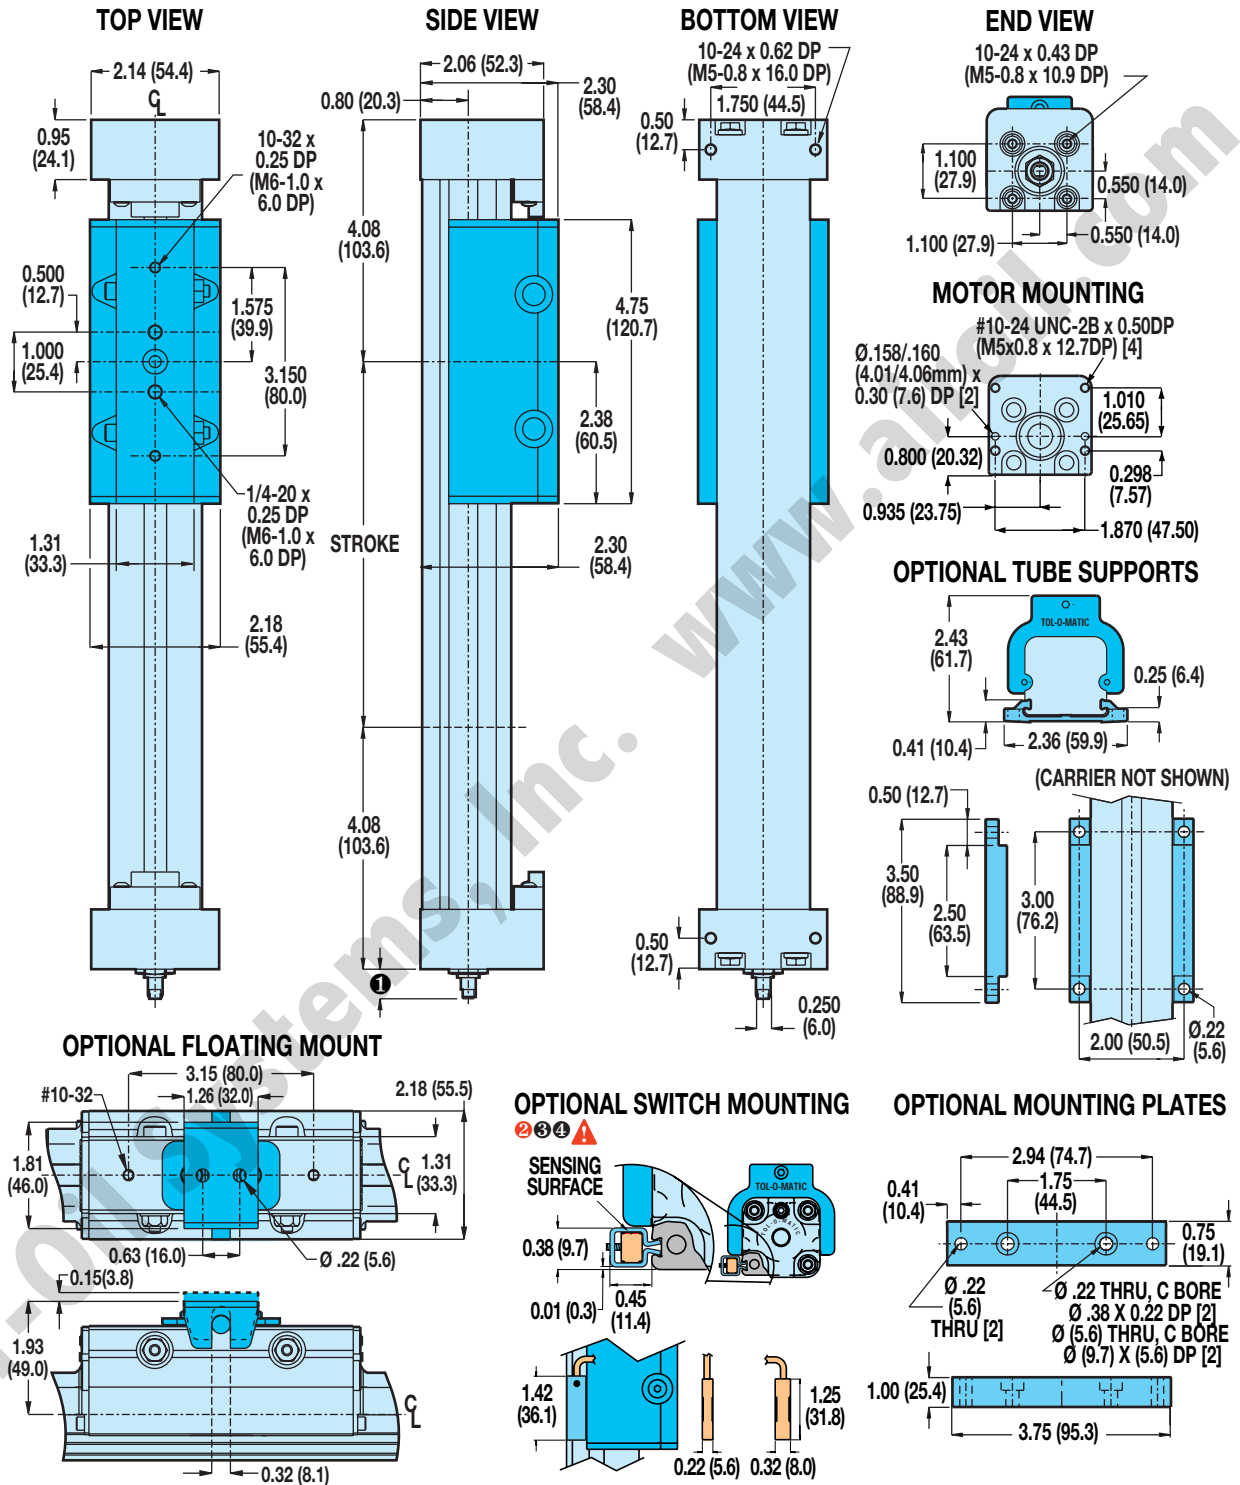 TOP VIEW
2.14 (54.4)
CL
0.95
(24.1)
10-32 x
0.25 DP
(M6-1.0 x
6.0 DP)
0.500
(12.7)
1.000
(25.4)
1.575
(39.9)
3.150
(80.0)
1/4-20 x
0.25 DP
(M6-1.0 x
6.0 DP)
1.31
(33.3)
2.18
(55.4)
SIDE VIEW
2.06 (52.3)
2.30
(58.4)
0.80 (20.3)
4.08
(103.6)
4.75
(120.7)
2.38
(60.5)
STROKE
2.30
(58.4)
4.08
(103.6)
1
BOTTOM VIEW
10-24 x 0.62 DP
(M5-0.8 x 16.0 DP)
1.750 (44.5)
0.50
(12.7)
0.50
(12.7)
0.250
(6.0)
END VIEW
10-24 x 0.43 DP
(M5-0.8 x 10.9 DP)
1.100
(27.9)
0.550 (14.0)
1.100 (27.9)
0.550 (14.0)
MOTOR MOUNTING
#10-24 UNC-2B x 0.50DP
(M5x0.8 x 12.7DP) [4]
Ø.158/.160
(4.01/4.06mm) x
0.30 (7.6) DP [2]
1.010
(25.65)
0.800 (20.32)
0.298
(7.57)
0.935 (23.75)
1.870 (47.50)
OPTIONAL TUBE SUPPORTS
TOL-O-MATIC
2.43
(61.7)
0.25 (6.4)
0.41 (10.4)
2.36 (59.9)
(CARRIER NOT SHOWN)
0.50 (12.7)
3.50
(88.9)
2.50
(63.5)
3.00
(76.2)
2.00 (50.5)
Ø.22
(5.6)
OPTIONAL FLOATING MOUNT
3.15 (80.0)
#10-32
1.26 (32.0)
2.18 (55.5)
1.81
(46.0)
CL
1.31
(33.3)
0.63 (16.0)
Ø .22 (5.6)
0.15(3.8)
1.93
(49.0)
CL
0.32 (8.1)
OPTIONAL SWITCH MOUNTING
2 3 4
SENSING
SURFACE
TOL-O-MATIC
TOL-O-MATIC
0.38 (9.7)
0.01 (0.3)
0.45
(11.4)
1.42
(36.1)
1.25
(31.8)
0.22 (5.6)
0.32 (8.0)
OPTIONAL MOUNTING PLATES
2.94 (74.7)
1.75
(44.5)
0.41
(10.4)
0.75
(19.1)
Ø .22
(5.6)
THRU [2]
Ø .22 THRU, C BORE
Ø .38 X 0.22 DP [2]
Ø (5.6) THRU, C BORE
Ø (9.7) X (5.6) DP [2]
1.00 (25.4)
3.75 (95.3)
-Oil Systems, Inc. www.airoil.com